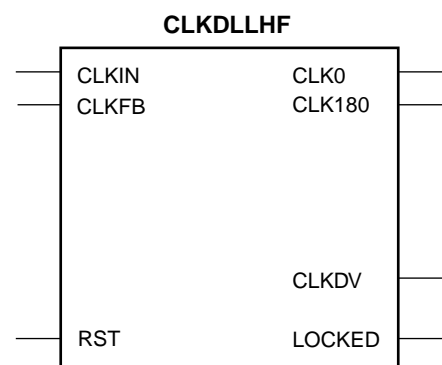 CLKDLLHF
CLKIN CLK0
CLKFB CLK180
CLKDV
RST LOCKED